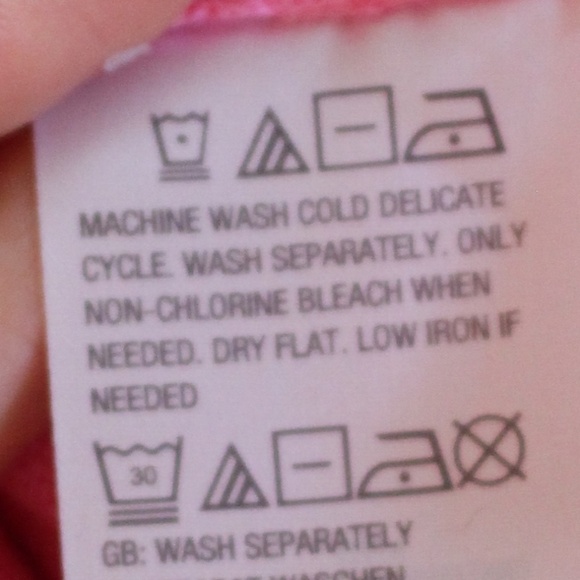 MACHINE WASH COLD DELICATE
CYCLE. WASH SEPARATELY. ONLY
NON-CHLORINE BLEACH WHEN
NEEDED. DRY FLAT. LOW IRON IF
NEEDED
30
GB: WASH SEPARATELY
WASCHEN